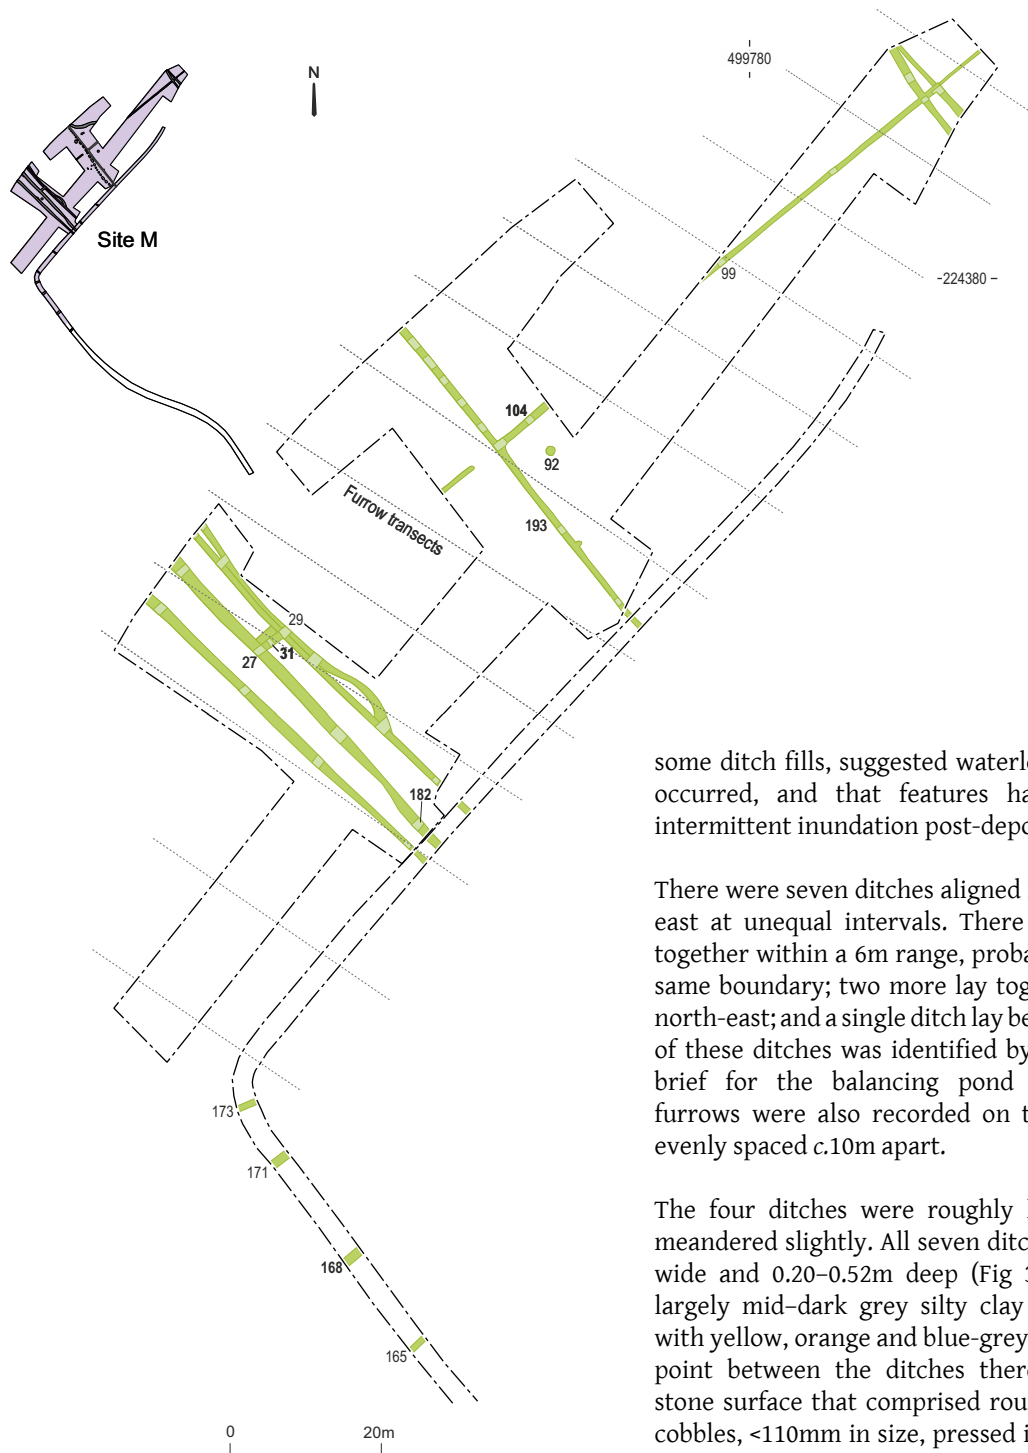 499780
N
Site M
-224380 –
99
104
92
Furrow transects
193
29
31
27
182
173
171
168
165
0
20m
some ditch fills, suggested waterlo
occurred, and that features ha
intermittent inundation post-depo
There were seven ditches aligned
east at unequal intervals. There
together within a 6m range, proba
same boundary; two more lay tog
north-east; and a single ditch lay be
of these ditches was identified by
brief for the balancing pond
furrows were also recorded on t
evenly spaced c.10m apart.
The four ditches were roughly
meandered slightly. All seven ditc
wide and 0.20–0.52m deep (Fig
largely mid–dark grey silty clay
with yellow, orange and blue-grey
point between the ditches there
stone surface that comprised rou
cobbles, <110mm in size, pressed i